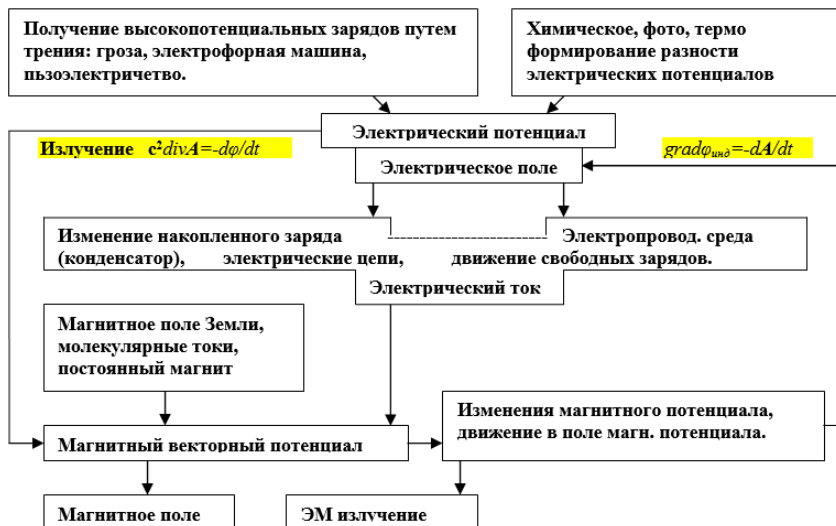 Получение высокопотенциальных зарядов путем
трения: гроза, электрофорная машина,
пьзоэлектричетво.
Химическое, фото, термо
формирование разности
электрических потенциалов
Электрический потенциал
Излучение c²divA=-dφ/dt
gradφинд=-dA/dt
Электрическое поле
Изменение накопленного заряда
Электропровод. среда
(конденсатор), электрические цепи, движение свободных зарядов.
Электрический ток
Магнитное поле Земли,
молекулярные токи,
постоянный магнит
Изменения магнитного потенциала,
движение в поле магн. потенциала.
Магнитный векторный потенциал
Магнитное поле
ЭМ излучение